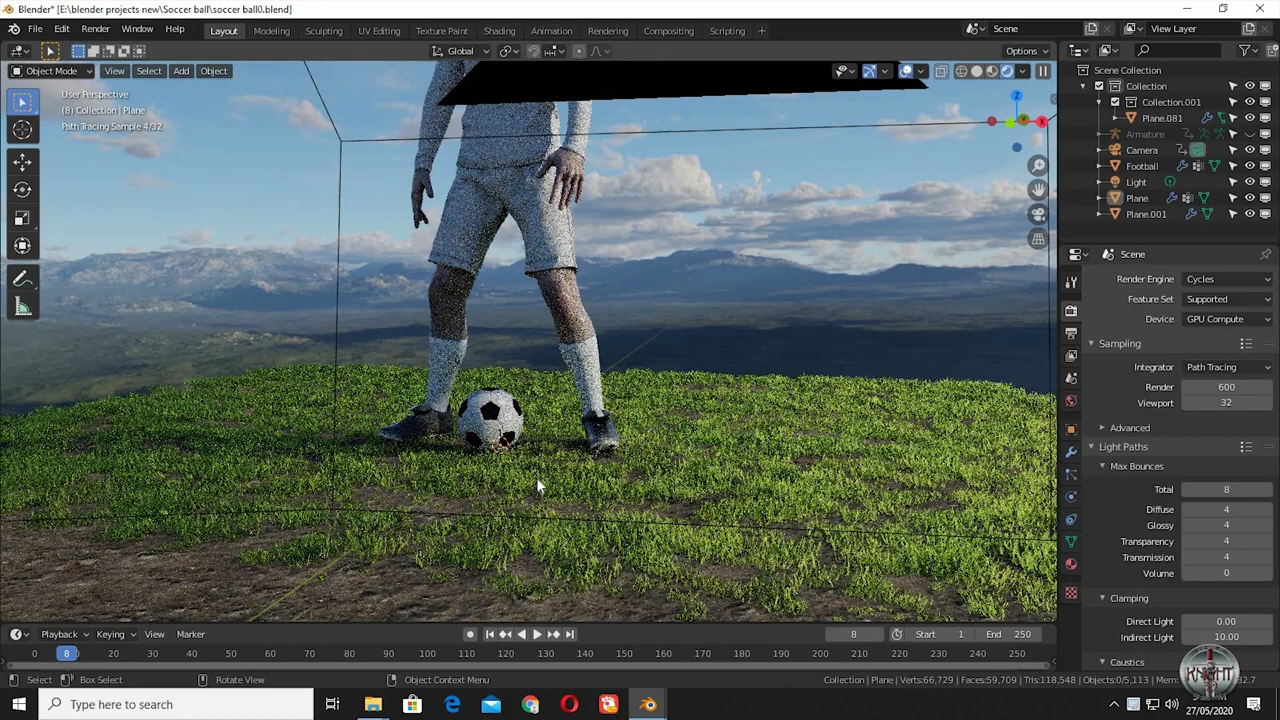 Blender* [E:\blender projects new\Soccer ball\soccer ball0.blend]
File Edit Render Window Help
Layout Modeling Sculpting UV Editing Texture Paint Shading Animation Rendering Compositing Scripting +
Scene
View Layer
Global
Options
Object Mode View Select Add Object
User Perspective
(8) Collection | Plane
Path Tracing Sample 4/32
Z
Y
X
Scene Collection
Collection
Collection.001
Plane.081
Armature
Camera
Football
Light
Plane
Plane.001
Scene
Render Engine Cycles
Feature Set Supported
Device GPU Compute
Sampling
Integrator Path Tracing
Render 600
Viewport 32
Advanced
Light Paths
Max Bounces
Total 8
Diffuse 4
Glossy 4
Transparency 4
Transmission 4
Volume 0
Clamping
Direct Light 0.00
Indirect Light 10.00
Caustics
Playback Keying View Marker
8
Start 1
End 250
0 8 20 30 40 50 60 70 80 90 100 110 120 130 140 150 160 170 180 190 200 210 220 230 240 250
Select Box Select Rotate View Object Context Menu
Collection | Plane | Verts:66,729 | Faces:59,709 | Tris:118,548 | Objects:0/5,113 | Mem:
KNIGHT
Type here to search
27/05/2020